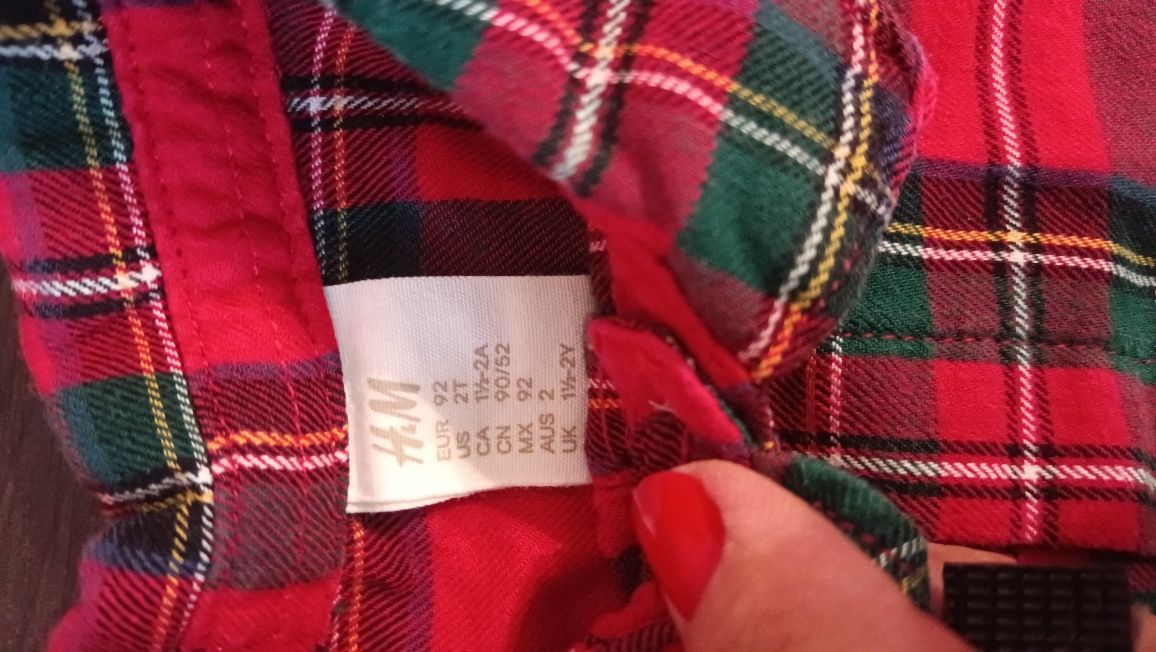 H&M
EUR 92
US 2T
CA 1½-2A
CN 90/52
MX 92
AUS 2
UK 1½-2Y